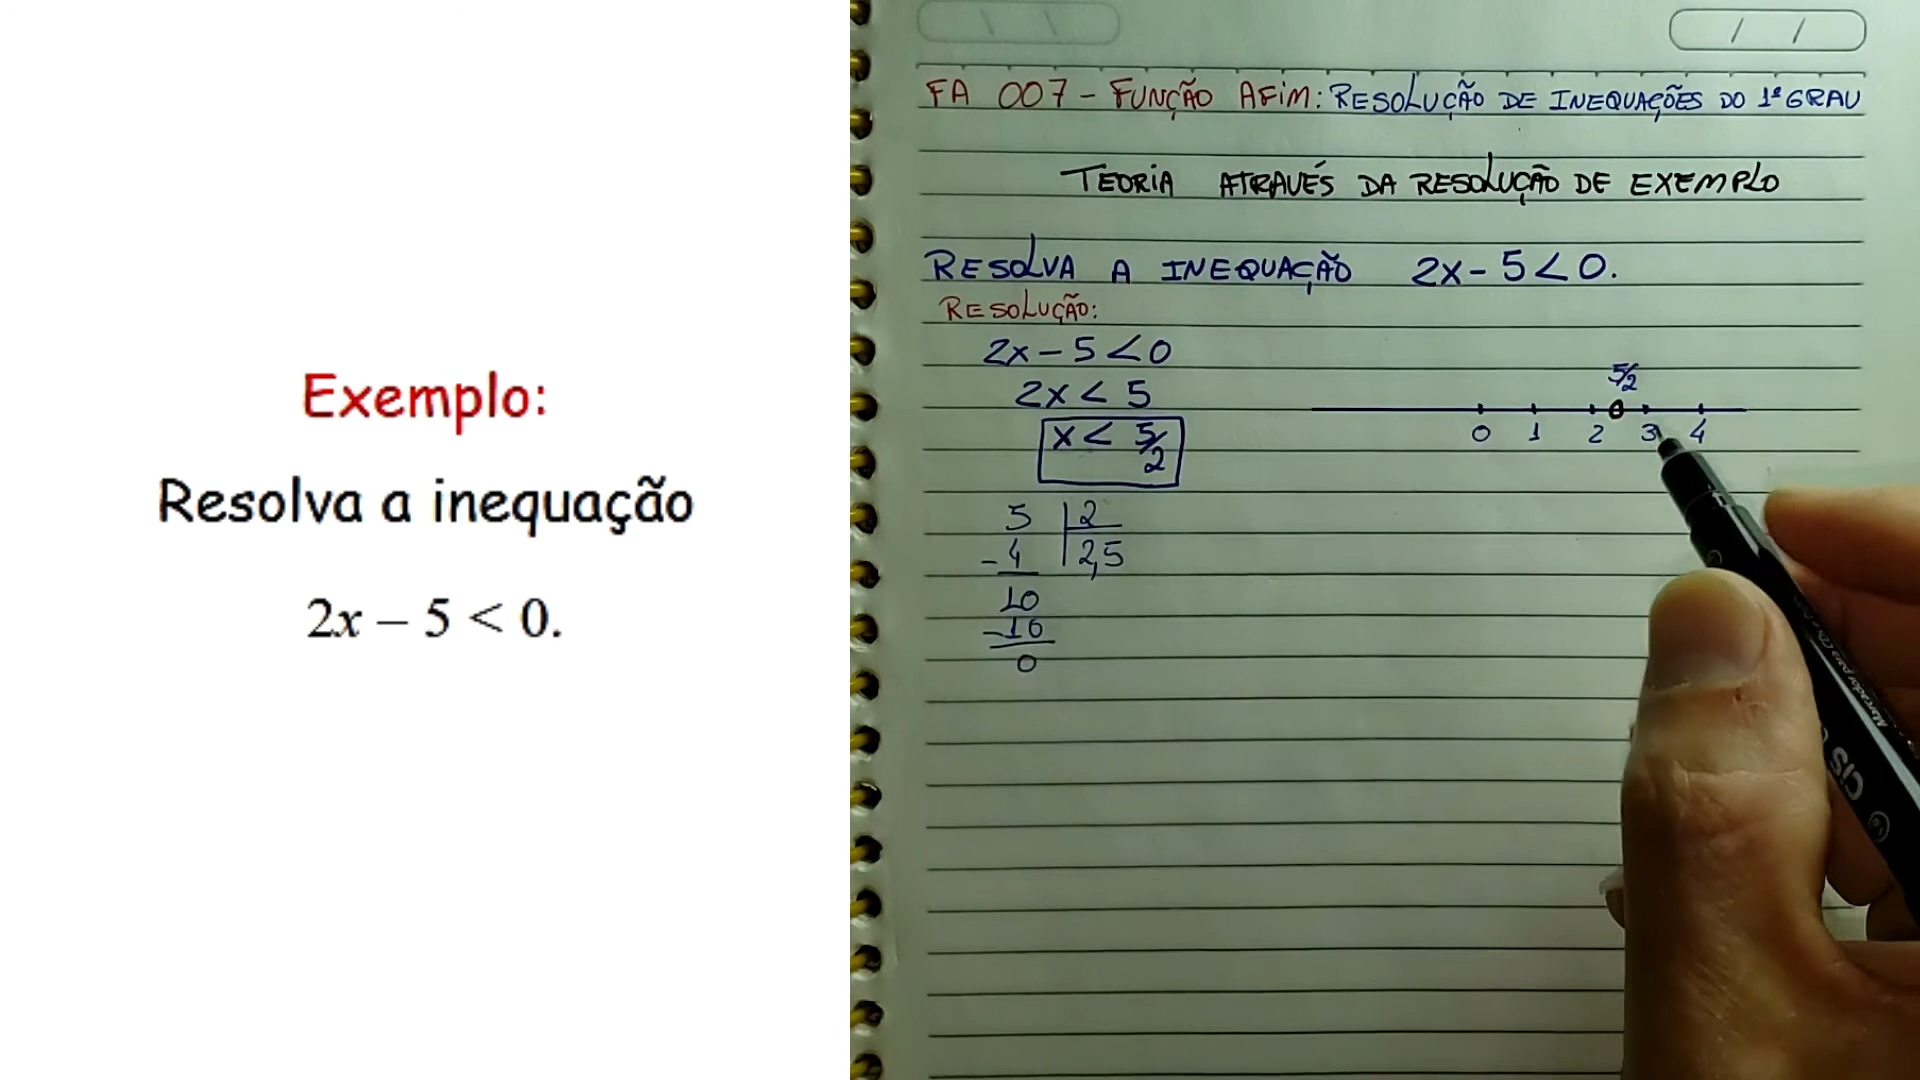 Exemplo:
Resolva a inequação
2x – 5 < 0.
FA 007 - FUNÇÃO AFIM: RESOLUÇÃO DE INEQUAÇÕES DO 1º GRAU
TEORIA ATRAVÉS DA RESOLUÇÃO DE EXEMPLO
RESOLVA A INEQUAÇÃO 2x - 5 < 0.
RESOLUÇÃO:
2x - 5 < 0
2x < 5
x < 5/2
5 2
-4 2,5
10
-10
0
5/2
0 1 2 3 4
CiS